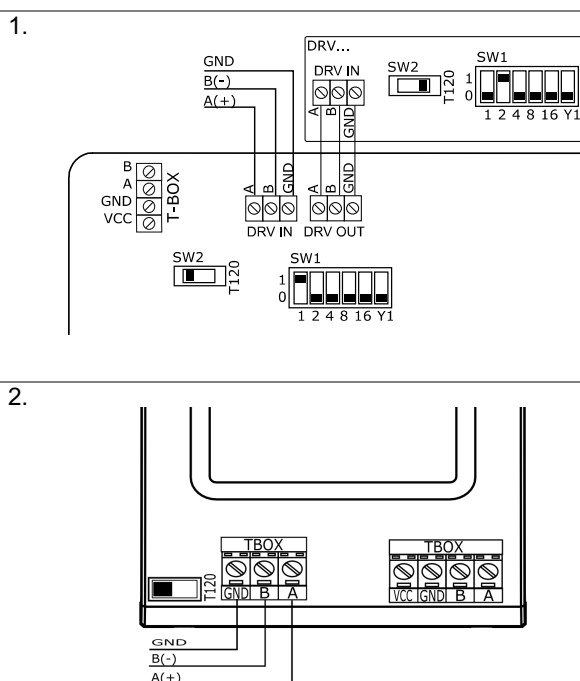 1.
DRV...
GND
B(-)
A(+)
DRV IN
A
B
GND
SW2
T120
SW1
1
0
1 2 4 8 16 Y1
B
A
GND
VCC
T-BOX
A
B
GND
DRV IN
A
B
GND
DRV OUT
SW2
T120
SW1
1
0
1 2 4 8 16 Y1
2.
TBOX
GND B A
T120
TBOX
VCC GND B A
GND
B(-)
A(+)